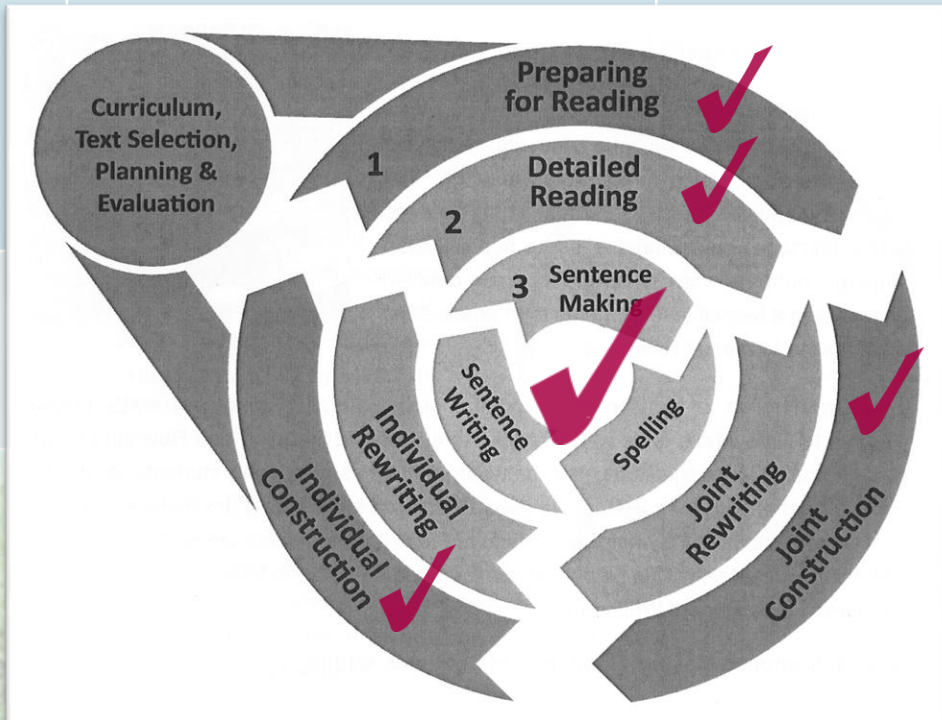 Curriculum,
Text Selection,
Planning &
Evaluation
1
Preparing
for Reading
2
Detailed
Reading
3
Sentence
Making
Sentence
Writing
Spelling
Individual
Rewriting
Joint
Rewriting
Individual
Construction
Joint
Construction